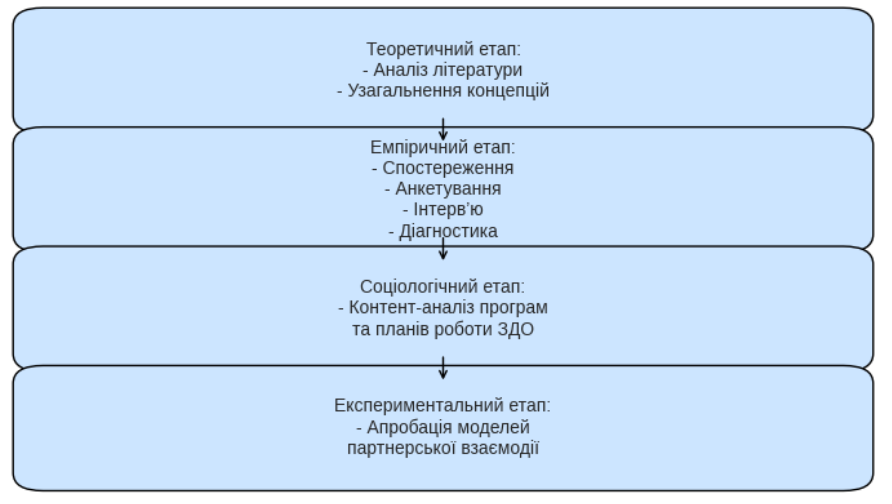 Теоретичний етап:
- Аналіз літератури
- Узагальнення концепцій
Емпіричний етап:
- Спостереження
- Анкетування
- Інтерв'ю
- Діагностика
Соціологічний етап:
- Контент-аналіз програм
та планів роботи ЗДО
Експериментальний етап:
- Апробація моделей
партнерської взаємодії